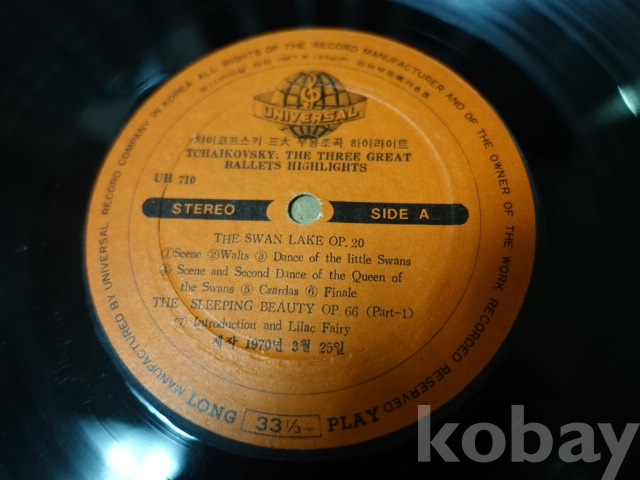 MANUFACTURED BY UNIVERSAL RECORD COMPANY IN KOREA ALL RIGHTS OF THE RECORD MANUFACTURER AND OF THE OWNER OF THE WORK RECORDED RESERVED
UNIVERSAL
차이코프스키 三大 무용조곡 하이라이트
TCHAIKOVSKY: THE THREE GREAT
BALLETS HIGHLIGHTS
UH 710
STEREO SIDE A
THE SWAN LAKE OP. 20
①Scene ②Walts ③ Dance of the little Swans
④ Scene and Second Dance of the Queen of
the Swans ⑤ Czardas ⑥ Finale
THE SLEEPING BEAUTY OP. 66 (Part-1)
⑦ Introduction and Lilac Fairy
제작 1970년 3월 25일
LONG 33 1/3 PLAY
kobay